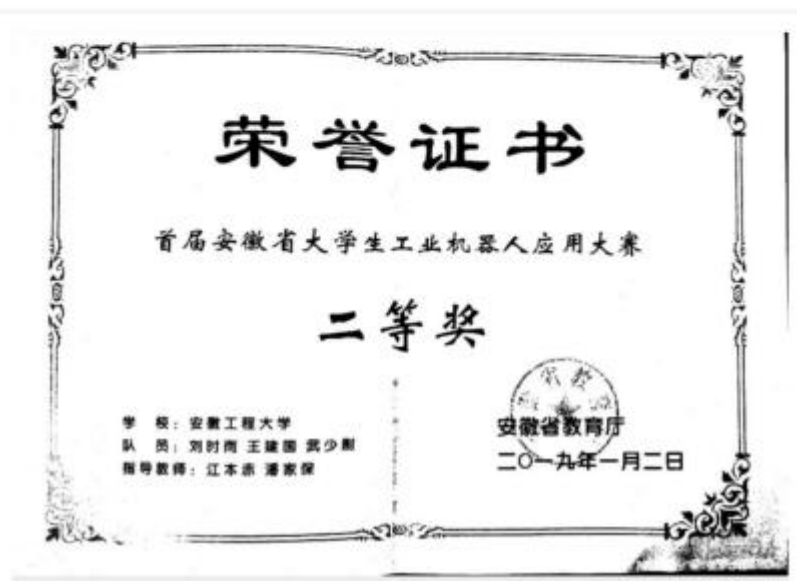 荣誉证书
首届安徽省大学生工业机器人应用大赛
二等奖
学 校：安徽工程大学
队 员：刘时雨 王建国 武少剧
指导教师：江本赤 潘家保
安徽省教育厅
二〇一九年一月二日